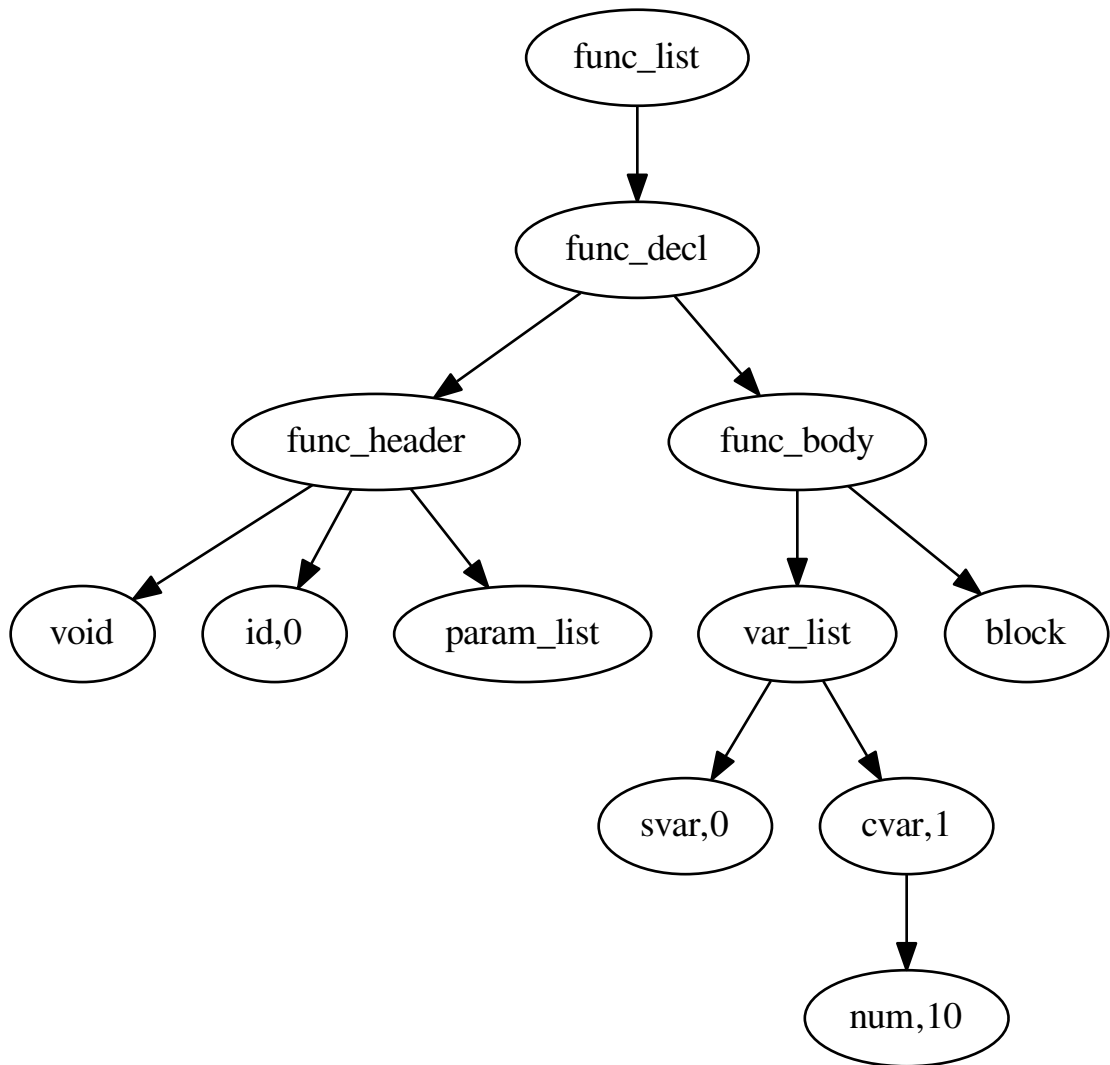 func_list
func_decl
func_header
func_body
void
id,0
param_list
var_list
block
svar,0
cvar,1
num,10